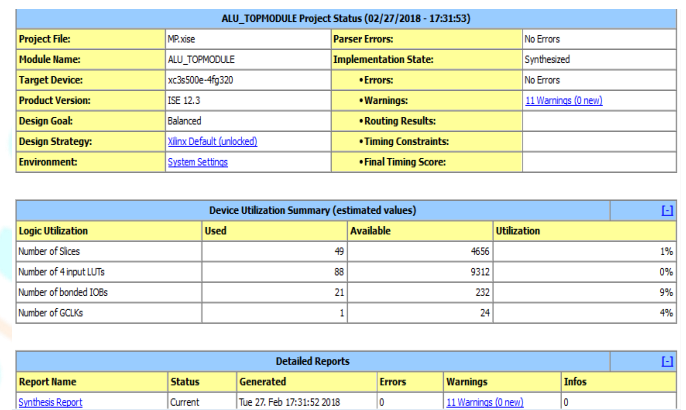 ALU_TOPMODULE Project Status (02/27/2018 - 17:31:53)
Project File: MP.xise Parser Errors: No Errors
Module Name: ALU_TOPMODULE Implementation State: Synthesized
Target Device: xc3s500e-4fg320 •Errors: No Errors
Product Version: ISE 12.3 •Warnings: 11 Warnings (0 new)
Design Goal: Balanced •Routing Results:
Design Strategy: Xilinx Default (unlocked) •Timing Constraints:
Environment: System Settings •Final Timing Score:
Device Utilization Summary (estimated values) [-]
Logic Utilization Used Available Utilization
Number of Slices 49 4656 1%
Number of 4 input LUTs 88 9312 0%
Number of bonded IOBs 21 232 9%
Number of GCLKs 1 24 4%
Detailed Reports [-]
Report Name Status Generated Errors Warnings Infos
Synthesis Report Current Tue 27. Feb 17:31:52 2018 0 11 Warnings (0 new) 0